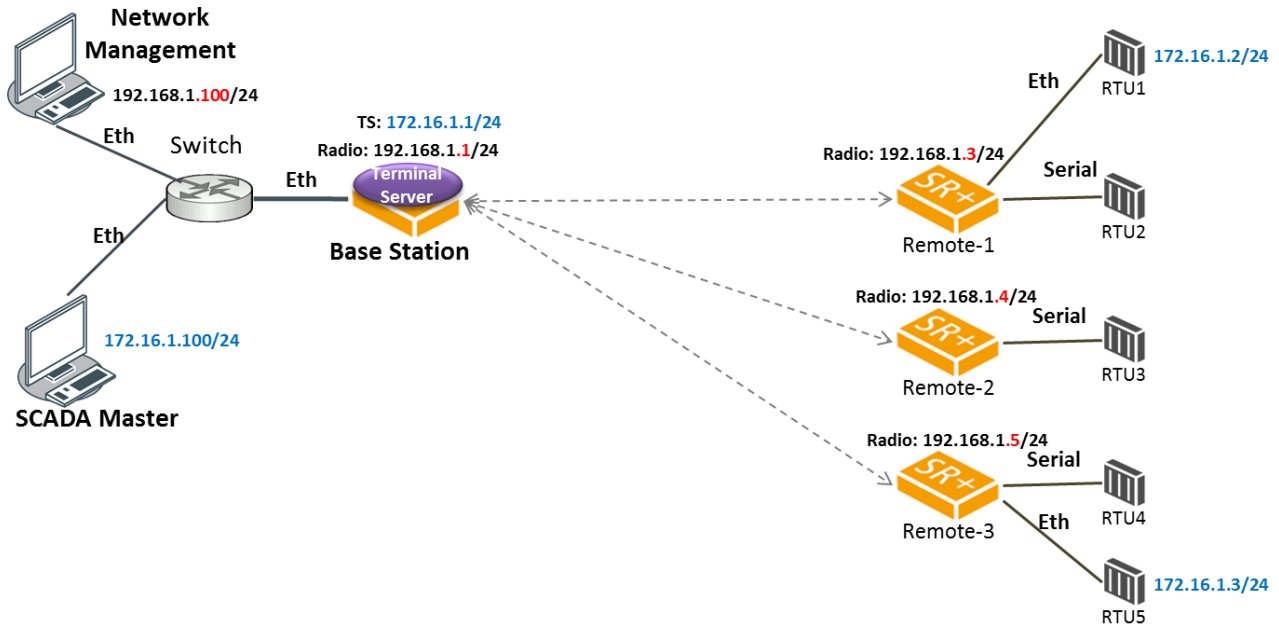 Network
Management
192.168.1.100/24
Eth
Switch
Eth
Eth
172.16.1.100/24
SCADA Master
TS: 172.16.1.1/24
Radio: 192.168.1.1/24
Terminal
Server
Base Station
Radio: 192.168.1.3/24
SR+
Remote-1
Eth
Serial
RTU1
172.16.1.2/24
RTU2
Radio: 192.168.1.4/24
SR+
Remote-2
Serial
RTU3
Radio: 192.168.1.5/24
SR+
Remote-3
Serial
Eth
RTU4
RTU5
172.16.1.3/24